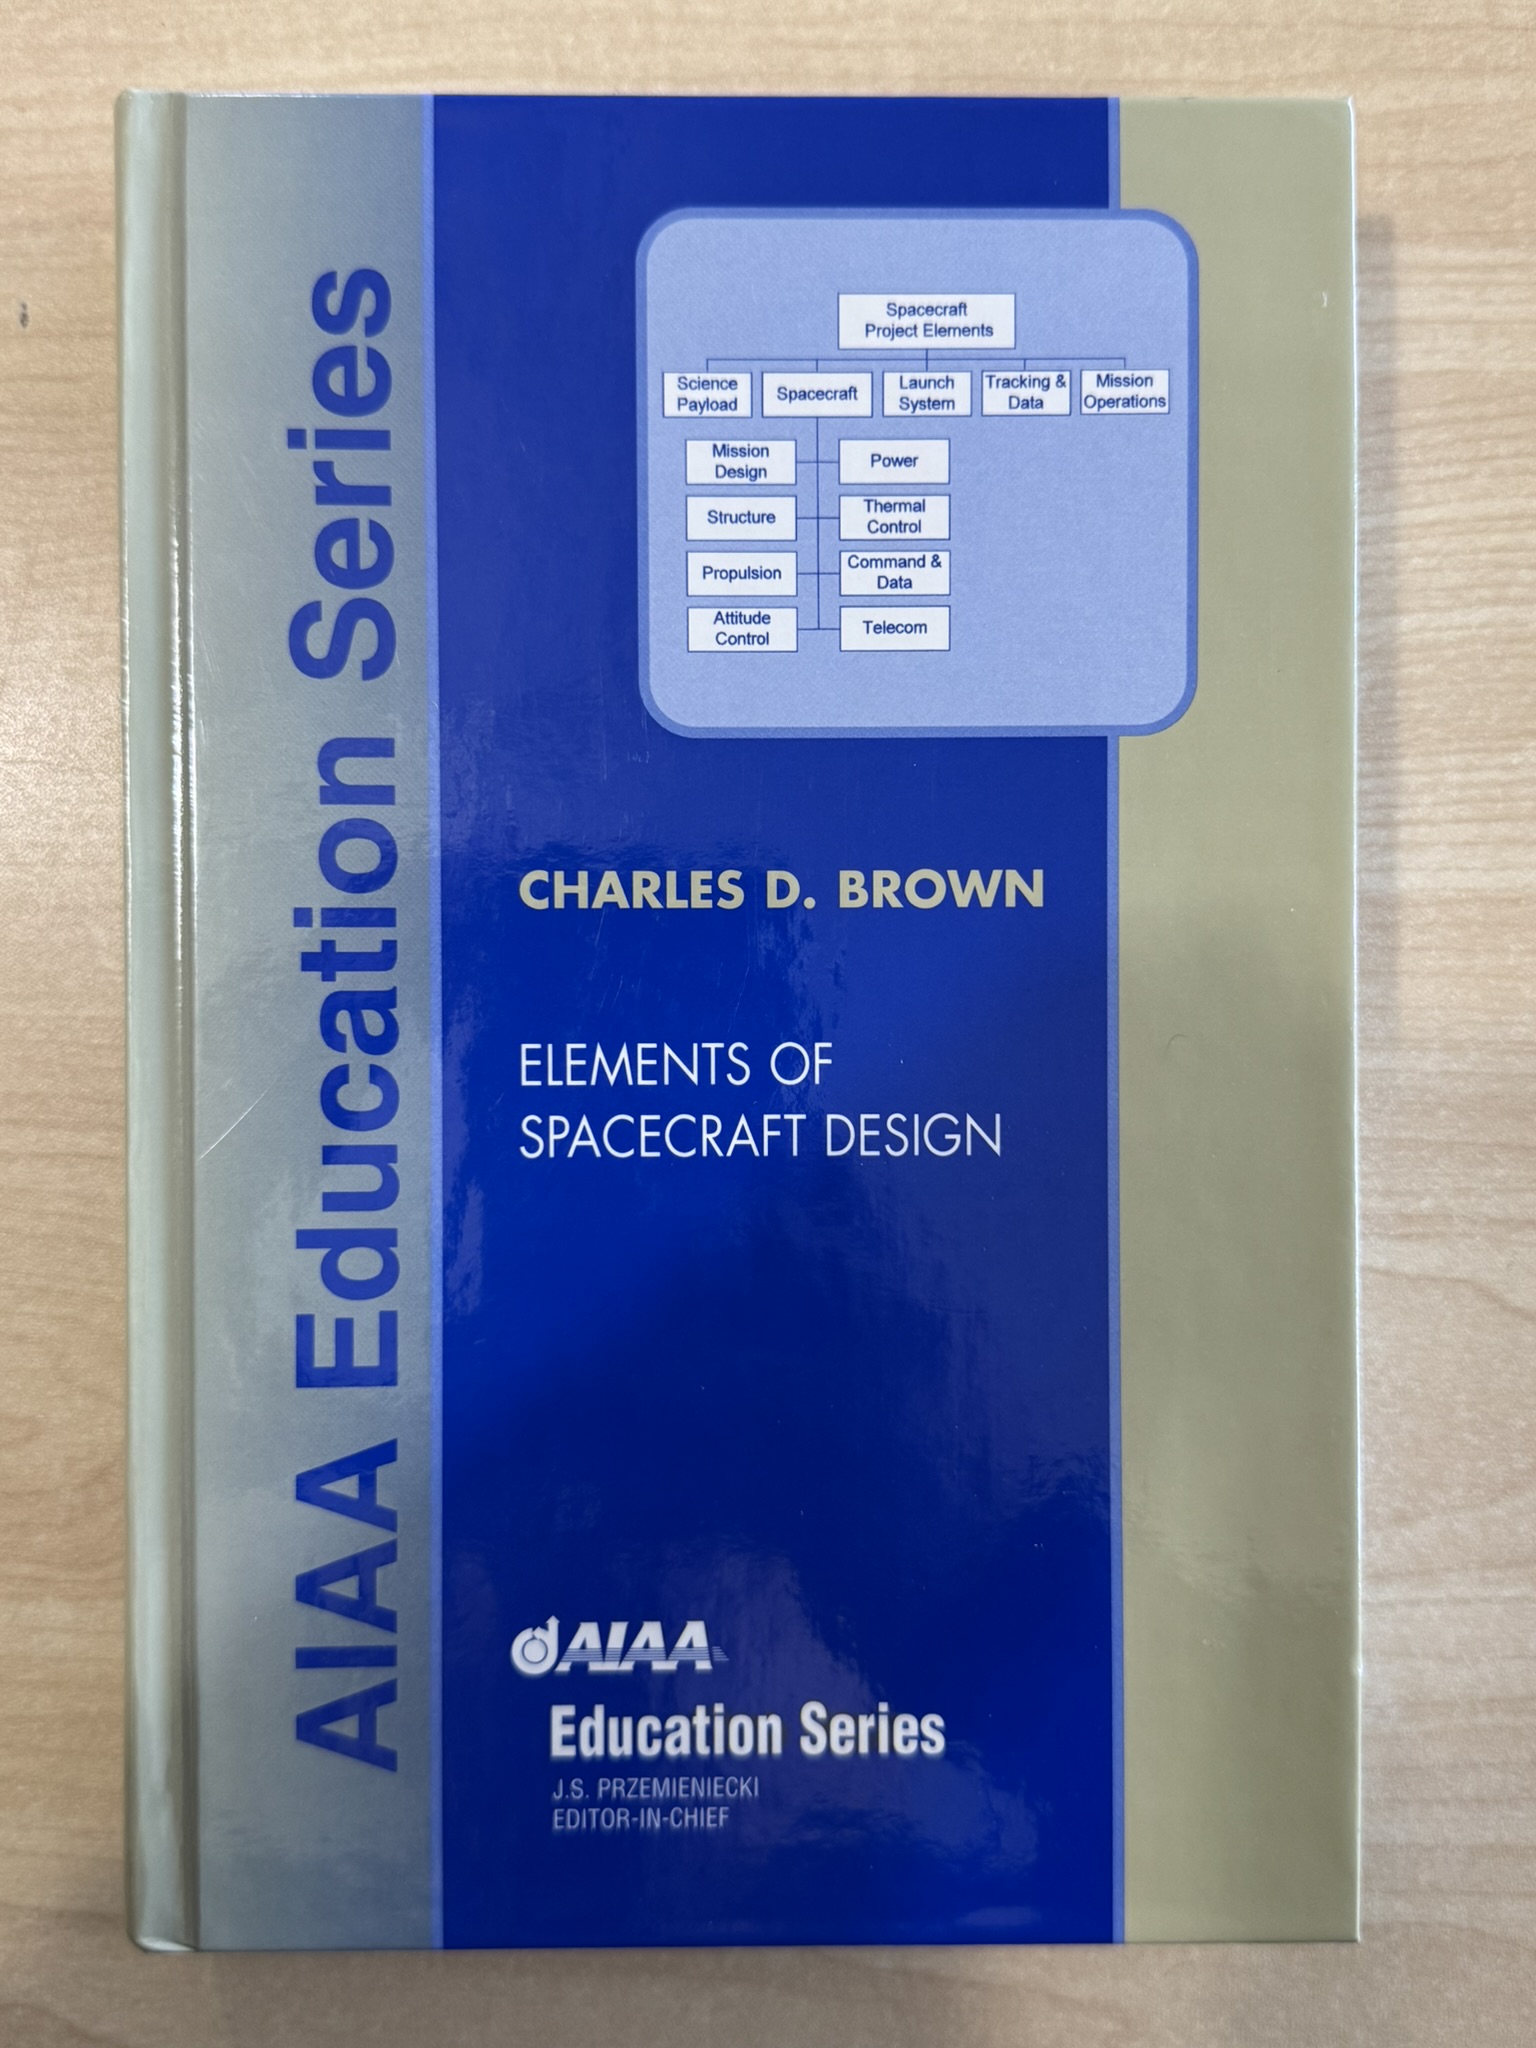 AIAA Education Series
Spacecraft
Project Elements
Science
Payload
Spacecraft
Launch
System
Tracking &
Data
Mission
Operations
Mission
Design
Power
Structure
Thermal
Control
Propulsion
Command &
Data
Attitude
Control
Telecom
CHARLES D. BROWN
ELEMENTS OF
SPACECRAFT DESIGN
AIAA
Education Series
J.S. PRZEMIENIECKI
EDITOR-IN-CHIEF